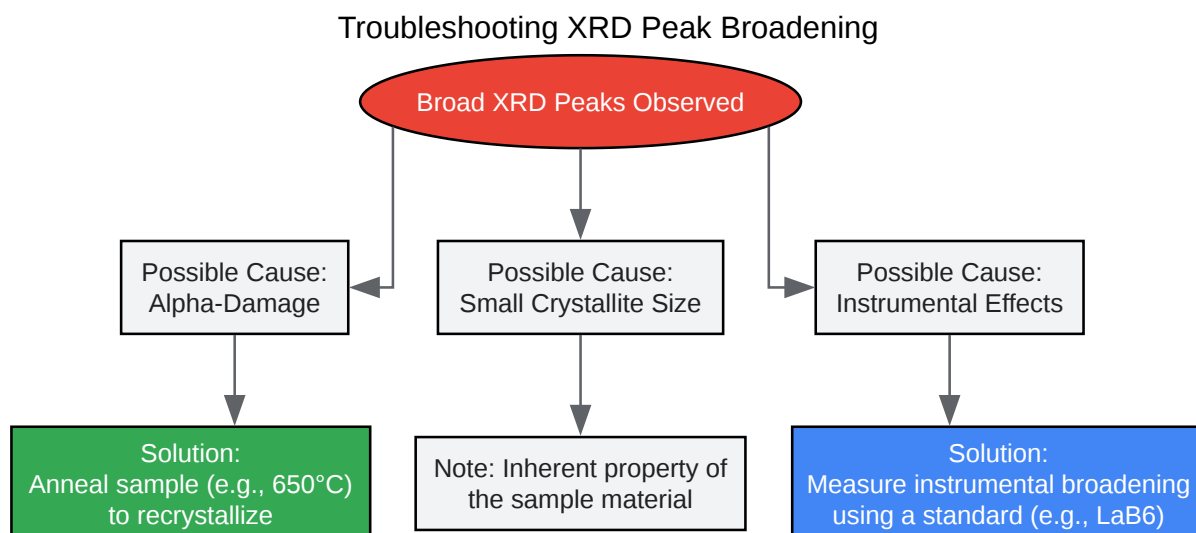 Troubleshooting XRD Peak Broadening
Broad XRD Peaks Observed
Possible Cause:
Alpha-Damage
Possible Cause:
Small Crystallite Size
Possible Cause:
Instrumental Effects
Solution:
Anneal sample (e.g., 650°C)
to recrystallize
Note: Inherent property of
the sample material
Solution:
Measure instrumental broadening
using a standard (e.g., LaB6)